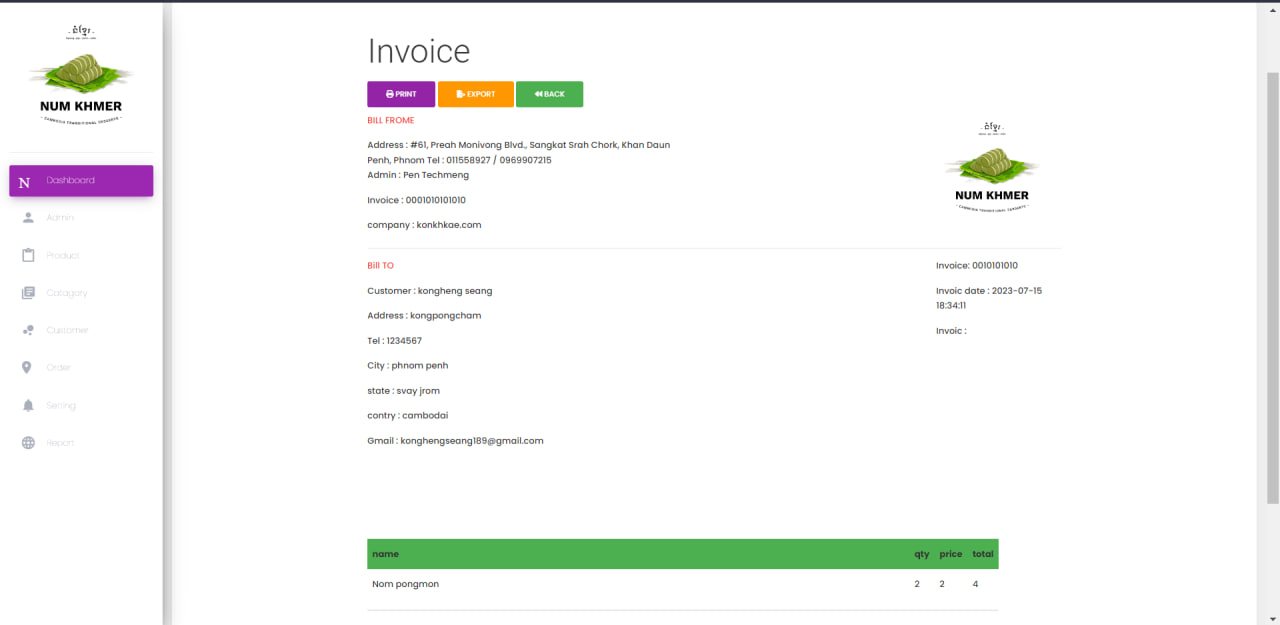 NUM KHMER
- CAMBODIA TRANDITIONAL DESSERTS -
N Dashboard
Admin
Product
Catagory
Customer
Order
Setting
Report
Invoice
PRINT EXPORT BACK
BILL FROME
Address : #61, Preah Monivong Blvd., Sangkat Srah Chork, Khan Daun
Penh, Phnom Tel : 011558927 / 0969907215
Admin : Pen Techmeng
Invoice : 0001010101010
company : konkhkae.com
NUM KHMER
- CAMBODIA TRANDITIONAL DESSERTS -
Bill TO
Customer : kongheng seang
Address : kongpongcham
Tel : 1234567
City : phnom penh
state : svay jrom
contry : cambodai
Gmail : konghengseang189@gmail.com
Invoice: 0010101010
Invoic date : 2023-07-15
18:34:11
Invoic :
name qty price total
Nom pongmon 2 2 4